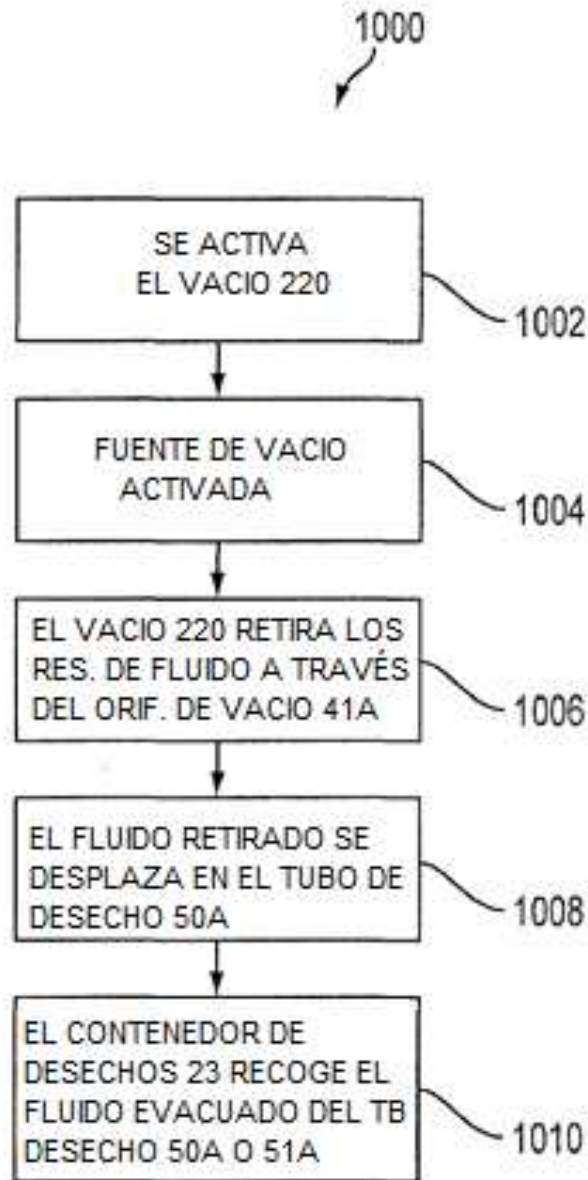 1000
SE ACTIVA
EL VACIO 220
1002
FUENTE DE VACIO
ACTIVADA
1004
EL VACIO 220 RETIRA LOS
RES. DE FLUIDO A TRAVÉS
DEL ORIF. DE VACIO 41A
1006
EL FLUIDO RETIRADO SE
DESPLAZA EN EL TUBO DE
DESECHO 50A
1008
EL CONTENEDOR DE
DESECHOS 23 RECOGE EL
FLUIDO EVACUADO DEL TB
DESECHO 50A O 51A
1010